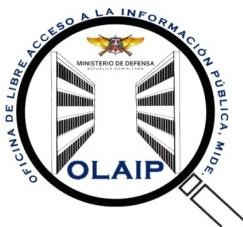 OFICINA DE LIBRE ACCESO A LA INFORMACIÓN PÚBLICA, MIDE.
MINISTERIO DE DEFENSA
REPÚBLICA DOMINICANA
OLAIP